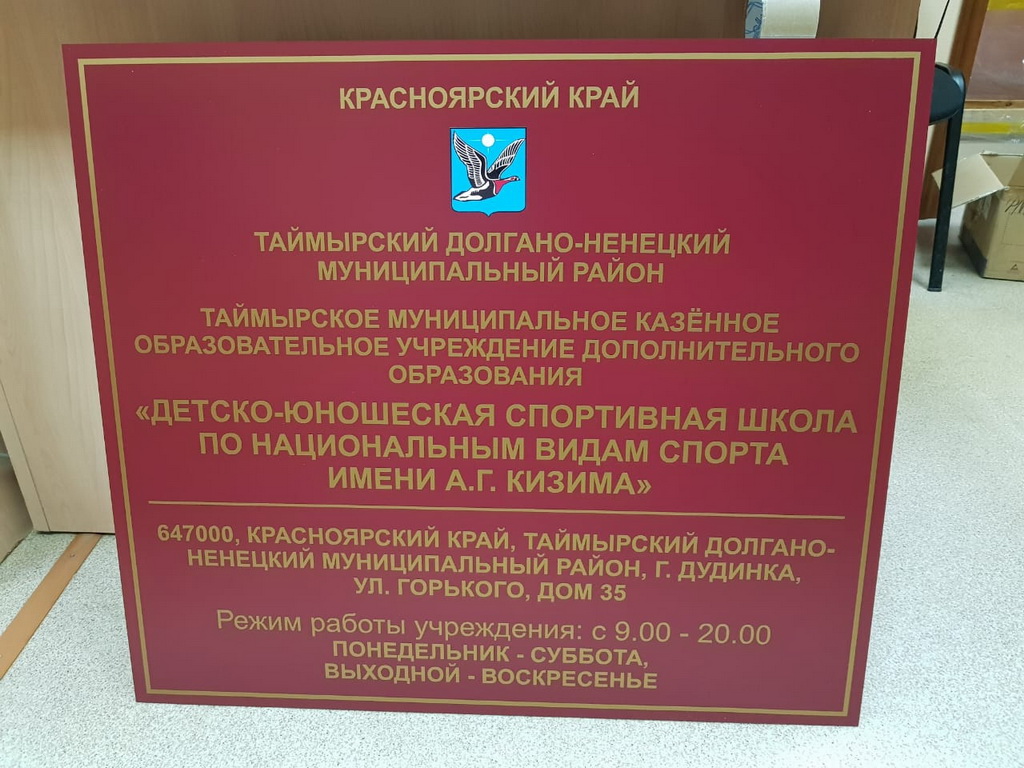 КРАСНОЯРСКИЙ КРАЙ
ТАЙМЫРСКИЙ ДОЛГАНО-НЕНЕЦКИЙ
МУНИЦИПАЛЬНЫЙ РАЙОН
ТАЙМЫРСКОЕ МУНИЦИПАЛЬНОЕ КАЗЁННОЕ
ОБРАЗОВАТЕЛЬНОЕ УЧРЕЖДЕНИЕ ДОПОЛНИТЕЛЬНОГО
ОБРАЗОВАНИЯ
«ДЕТСКО-ЮНОШЕСКАЯ СПОРТИВНАЯ ШКОЛА
ПО НАЦИОНАЛЬНЫМ ВИДАМ СПОРТА
ИМЕНИ А.Г. КИЗИМА»
647000, КРАСНОЯРСКИЙ КРАЙ, ТАЙМЫРСКИЙ ДОЛГАНО-
НЕНЕЦКИЙ МУНИЦИПАЛЬНЫЙ РАЙОН, Г. ДУДИНКА,
УЛ. ГОРЬКОГО, ДОМ 35
Режим работы учреждения: с 9.00 - 20.00
ПОНЕДЕЛЬНИК - СУББОТА,
ВЫХОДНОЙ - ВОСКРЕСЕНЬЕ